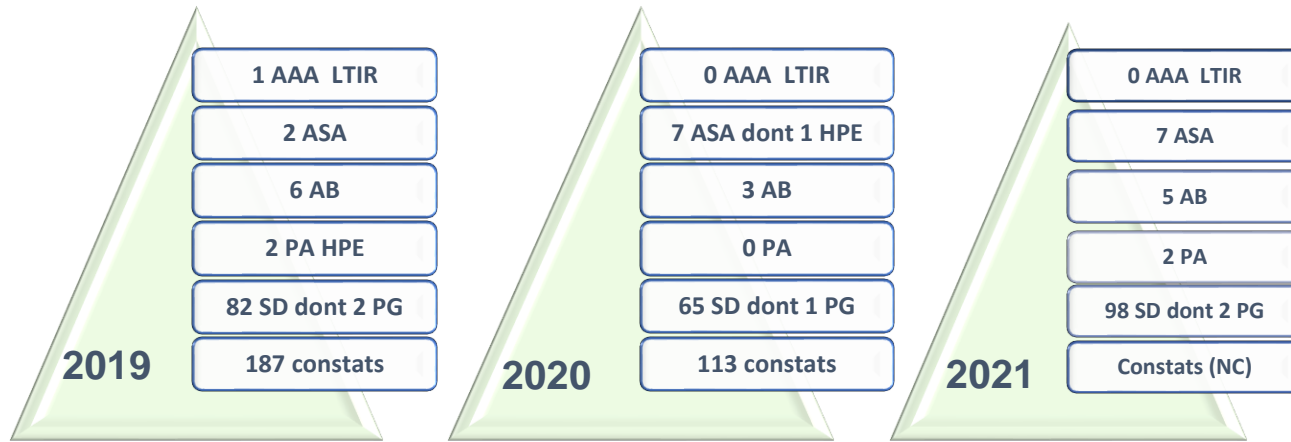 1 AAA LTIR
2 ASA
6 AB
2 PA HPE
82 SD dont 2 PG
187 constats
2019
0 AAA LTIR
7 ASA dont 1 HPE
3 AB
0 PA
65 SD dont 1 PG
113 constats
2020
0 AAA LTIR
7 ASA
5 AB
2 PA
98 SD dont 2 PG
Constats (NC)
2021